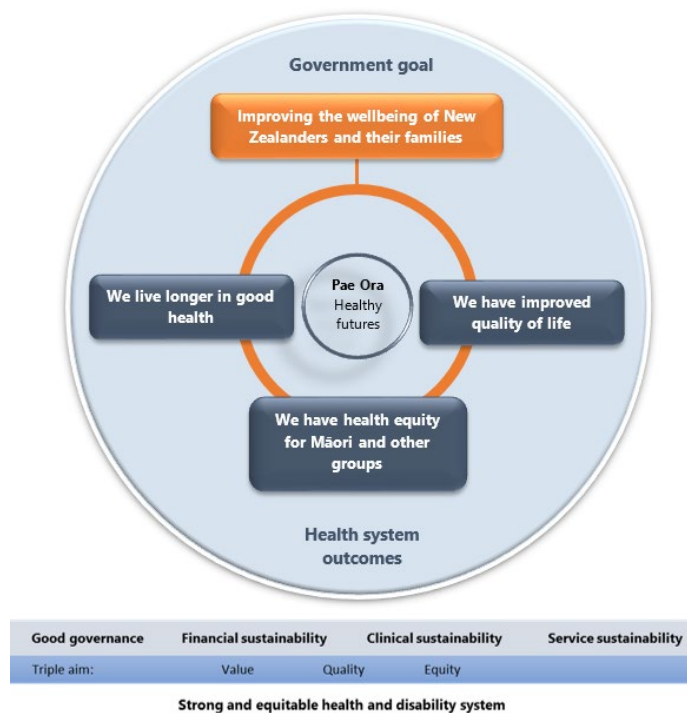 Government goal
Improving the wellbeing of New
Zealanders and their families
Pae Ora
Healthy
futures
We live longer in good
health
We have improved
quality of life
We have health equity
for Māori and other
groups
Health system
outcomes
Good governance Financial sustainability Clinical sustainability Service sustainability
Triple aim: Value Quality Equity
Strong and equitable health and disability system